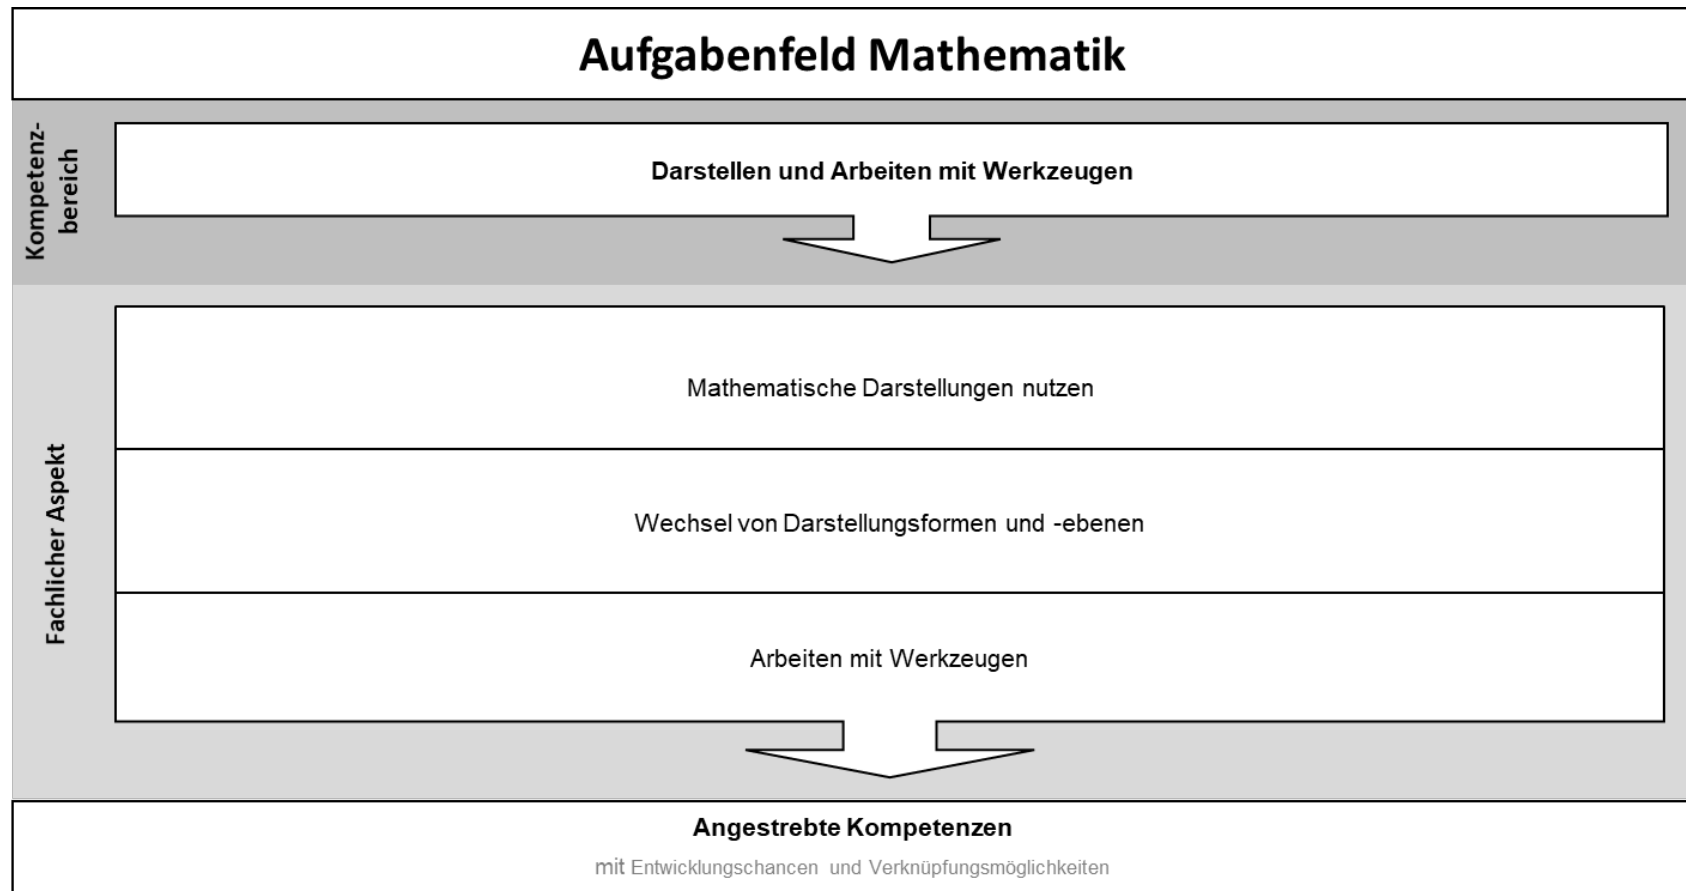 Aufgabenfeld Mathematik
Kompetenz-
bereich
Darstellen und Arbeiten mit Werkzeugen
Fachlicher Aspekt
Mathematische Darstellungen nutzen
Wechsel von Darstellungsformen und -ebenen
Arbeiten mit Werkzeugen
Angestrebte Kompetenzen
mit Entwicklungschancen und Verknüpfungsmöglichkeiten